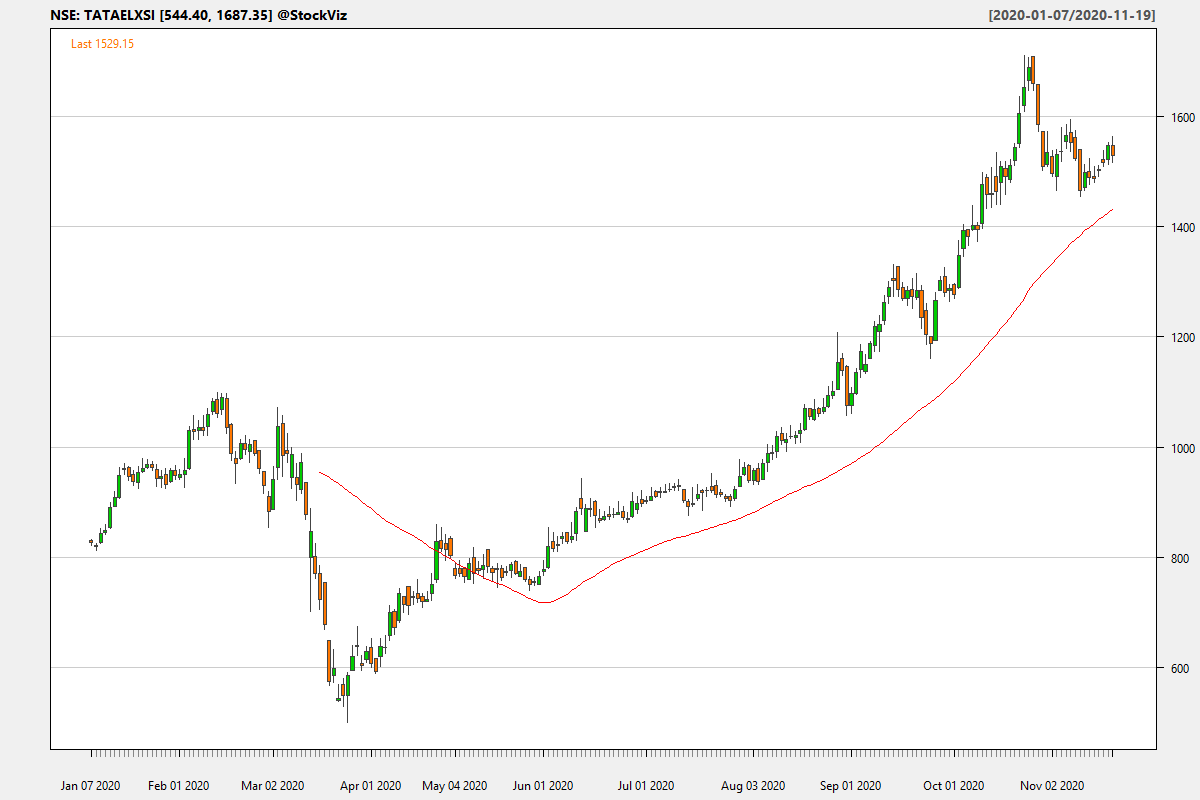 NSE: TATAELXSI [544.40, 1687.35] @StockViz
[2020-01-07/2020-11-19]
Last 1529.15
1600
1400
1200
1000
800
600
Jan 07 2020 Feb 01 2020 Mar 02 2020 Apr 01 2020 May 04 2020 Jun 01 2020 Jul 01 2020 Aug 03 2020 Sep 01 2020 Oct 01 2020 Nov 02 2020